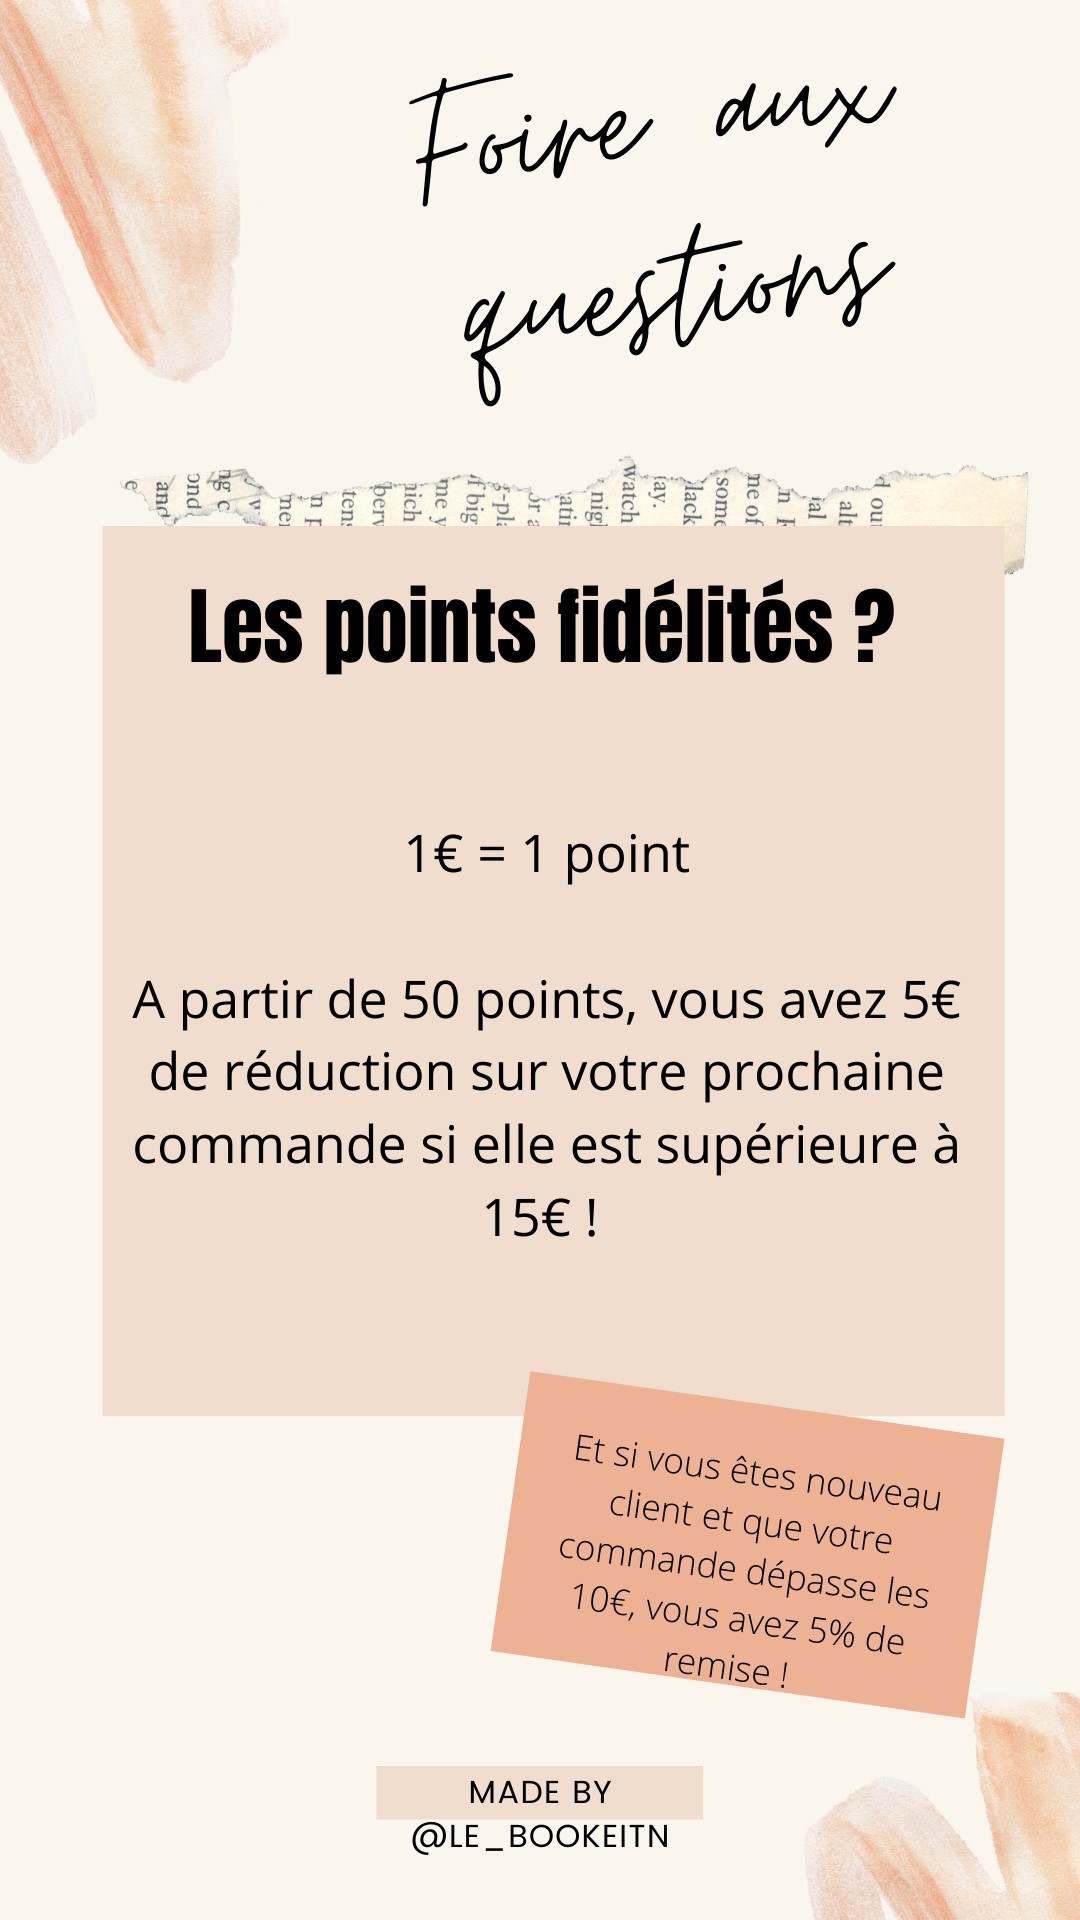 Foire aux
questions
Les points fidélités ?
1€ = 1 point
A partir de 50 points, vous avez 5€
de réduction sur votre prochaine
commande si elle est supérieure à
15€ !
Et si vous êtes nouveau
client et que votre
commande dépasse les
10€, vous avez 5% de
remise !
MADE BY
@LE_BOOKEITN